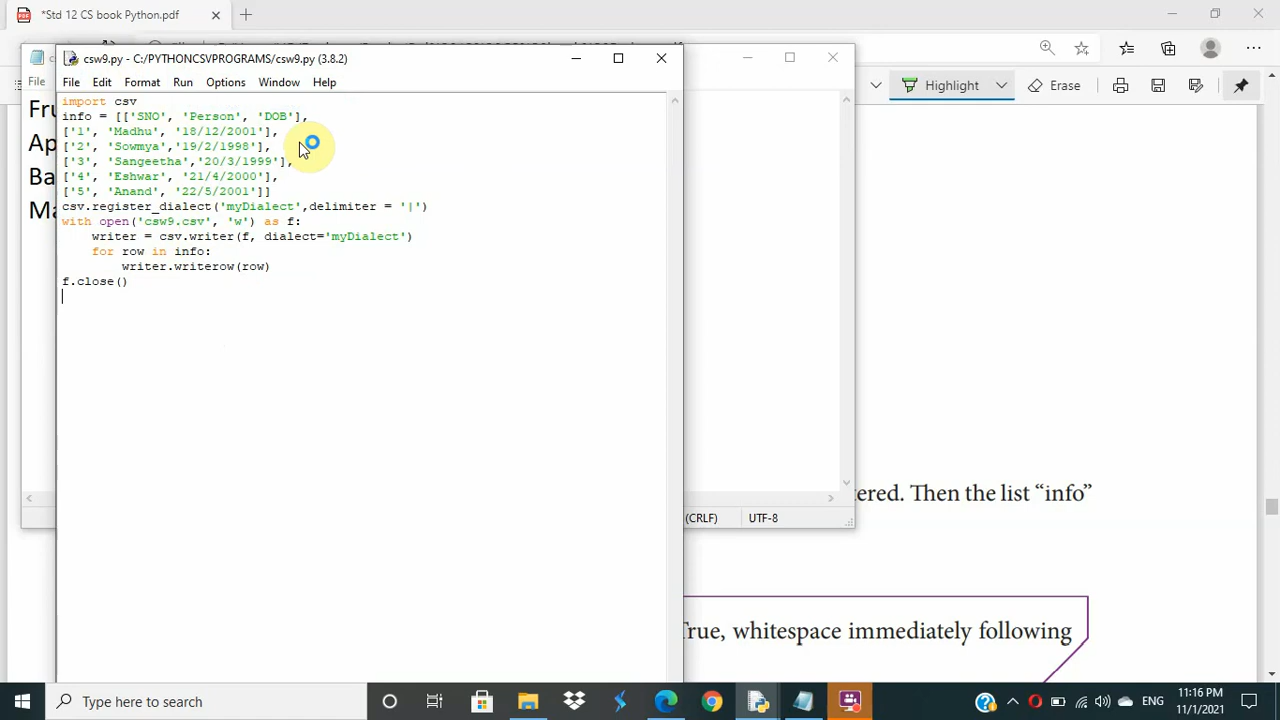 *Std 12 CS book Python.pdf
csw9.py - C:/PYTHONCSVPROGRAMS/csw9.py (3.8.2)
File
File Edit Format Run Options Window Help
Highlight
Erase
Fru
Ap
Ba
Ma
import csv
info = [['SNO', 'Person', 'DOB'],
['1', 'Madhu', '18/12/2001'],
['2', 'Sowmya','19/2/1998'],
['3', 'Sangeetha','20/3/1999'],
['4', 'Eshwar', '21/4/2000'],
['5', 'Anand', '22/5/2001']]
csv.register_dialect('myDialect',delimiter = '|')
with open('csw9.csv', 'w') as f:
    writer = csv.writer(f, dialect='myDialect')
    for row in info:
        writer.writerow(row)
f.close()
tered. Then the list “info”
(CRLF) UTF-8
True, whitespace immediately following
Type here to search
ENG
11:16 PM
11/1/2021